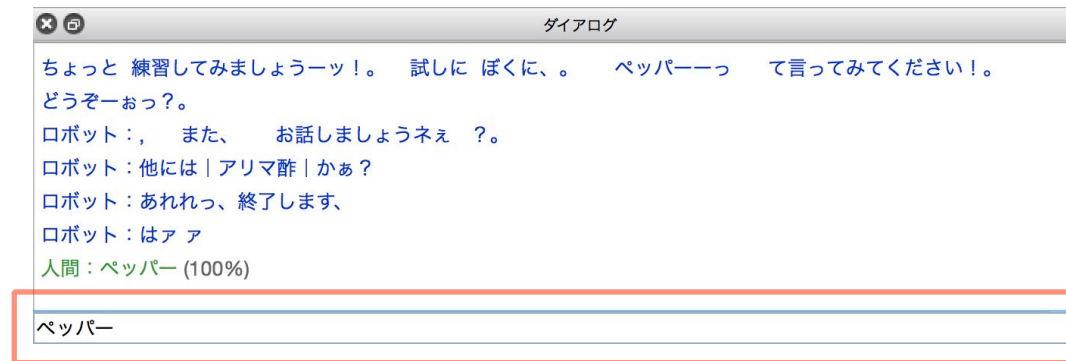 ダイアログ
ちょっと 練習してみましょうーッ!。 試しに ぼくに、。 ペッパーーっ て言ってみてください!。
どうぞーぉっ?。
ロボット:, また、 お話しましょうネぇ ?。
ロボット:他には|アリマ酢|かぁ?
ロボット:あれれっ、終了します、
ロボット:はァ ァ
人間:ペッパー (100%)
ペッパー